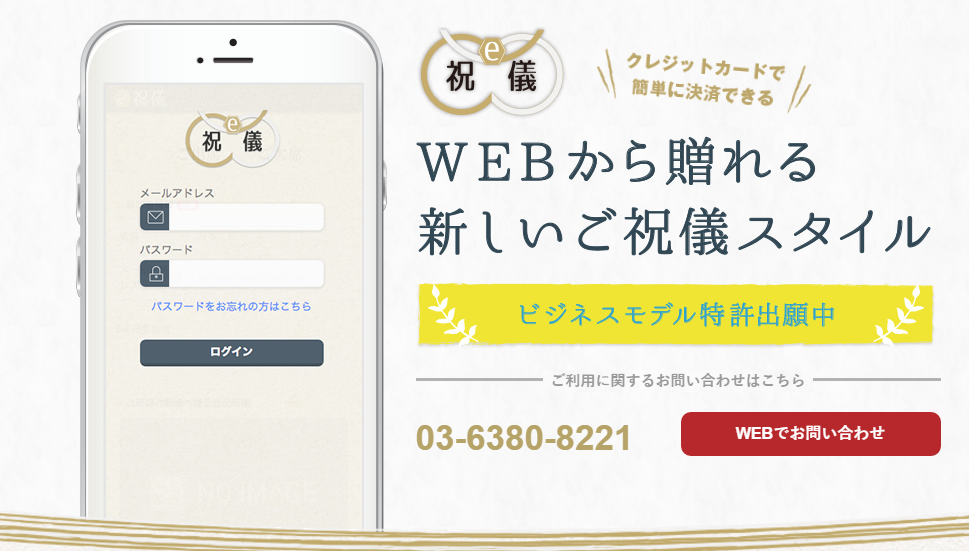 祝 e 儀
メールアドレス
パスワード
パスワードをお忘れの方はこちら
ログイン
祝 e 儀
クレジットカードで
簡単に決済できる
WEBから贈れる
新しいご祝儀スタイル
ビジネスモデル特許出願中
ご利用に関するお問い合わせはこちら
03-6380-8221
WEBでお問い合わせ
NO IMAGE